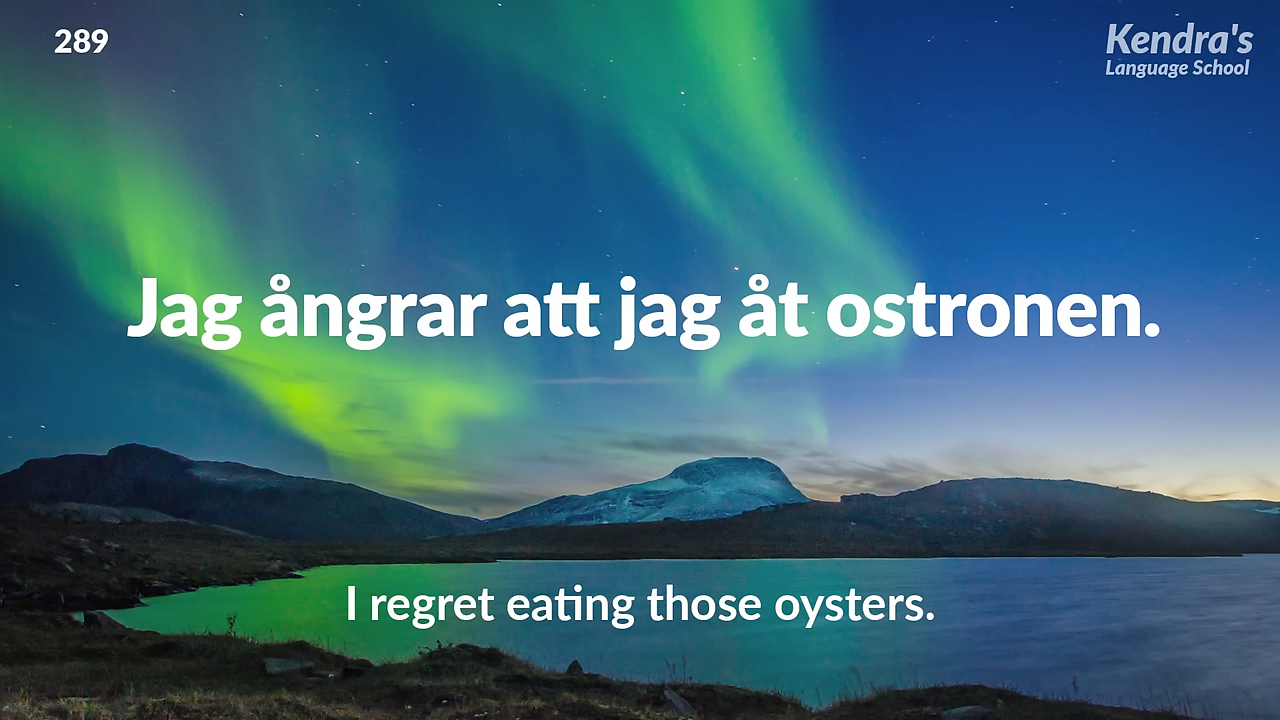 289
Kendra's
Language School
Jag ångrar att jag åt ostronen.
I regret eating those oysters.